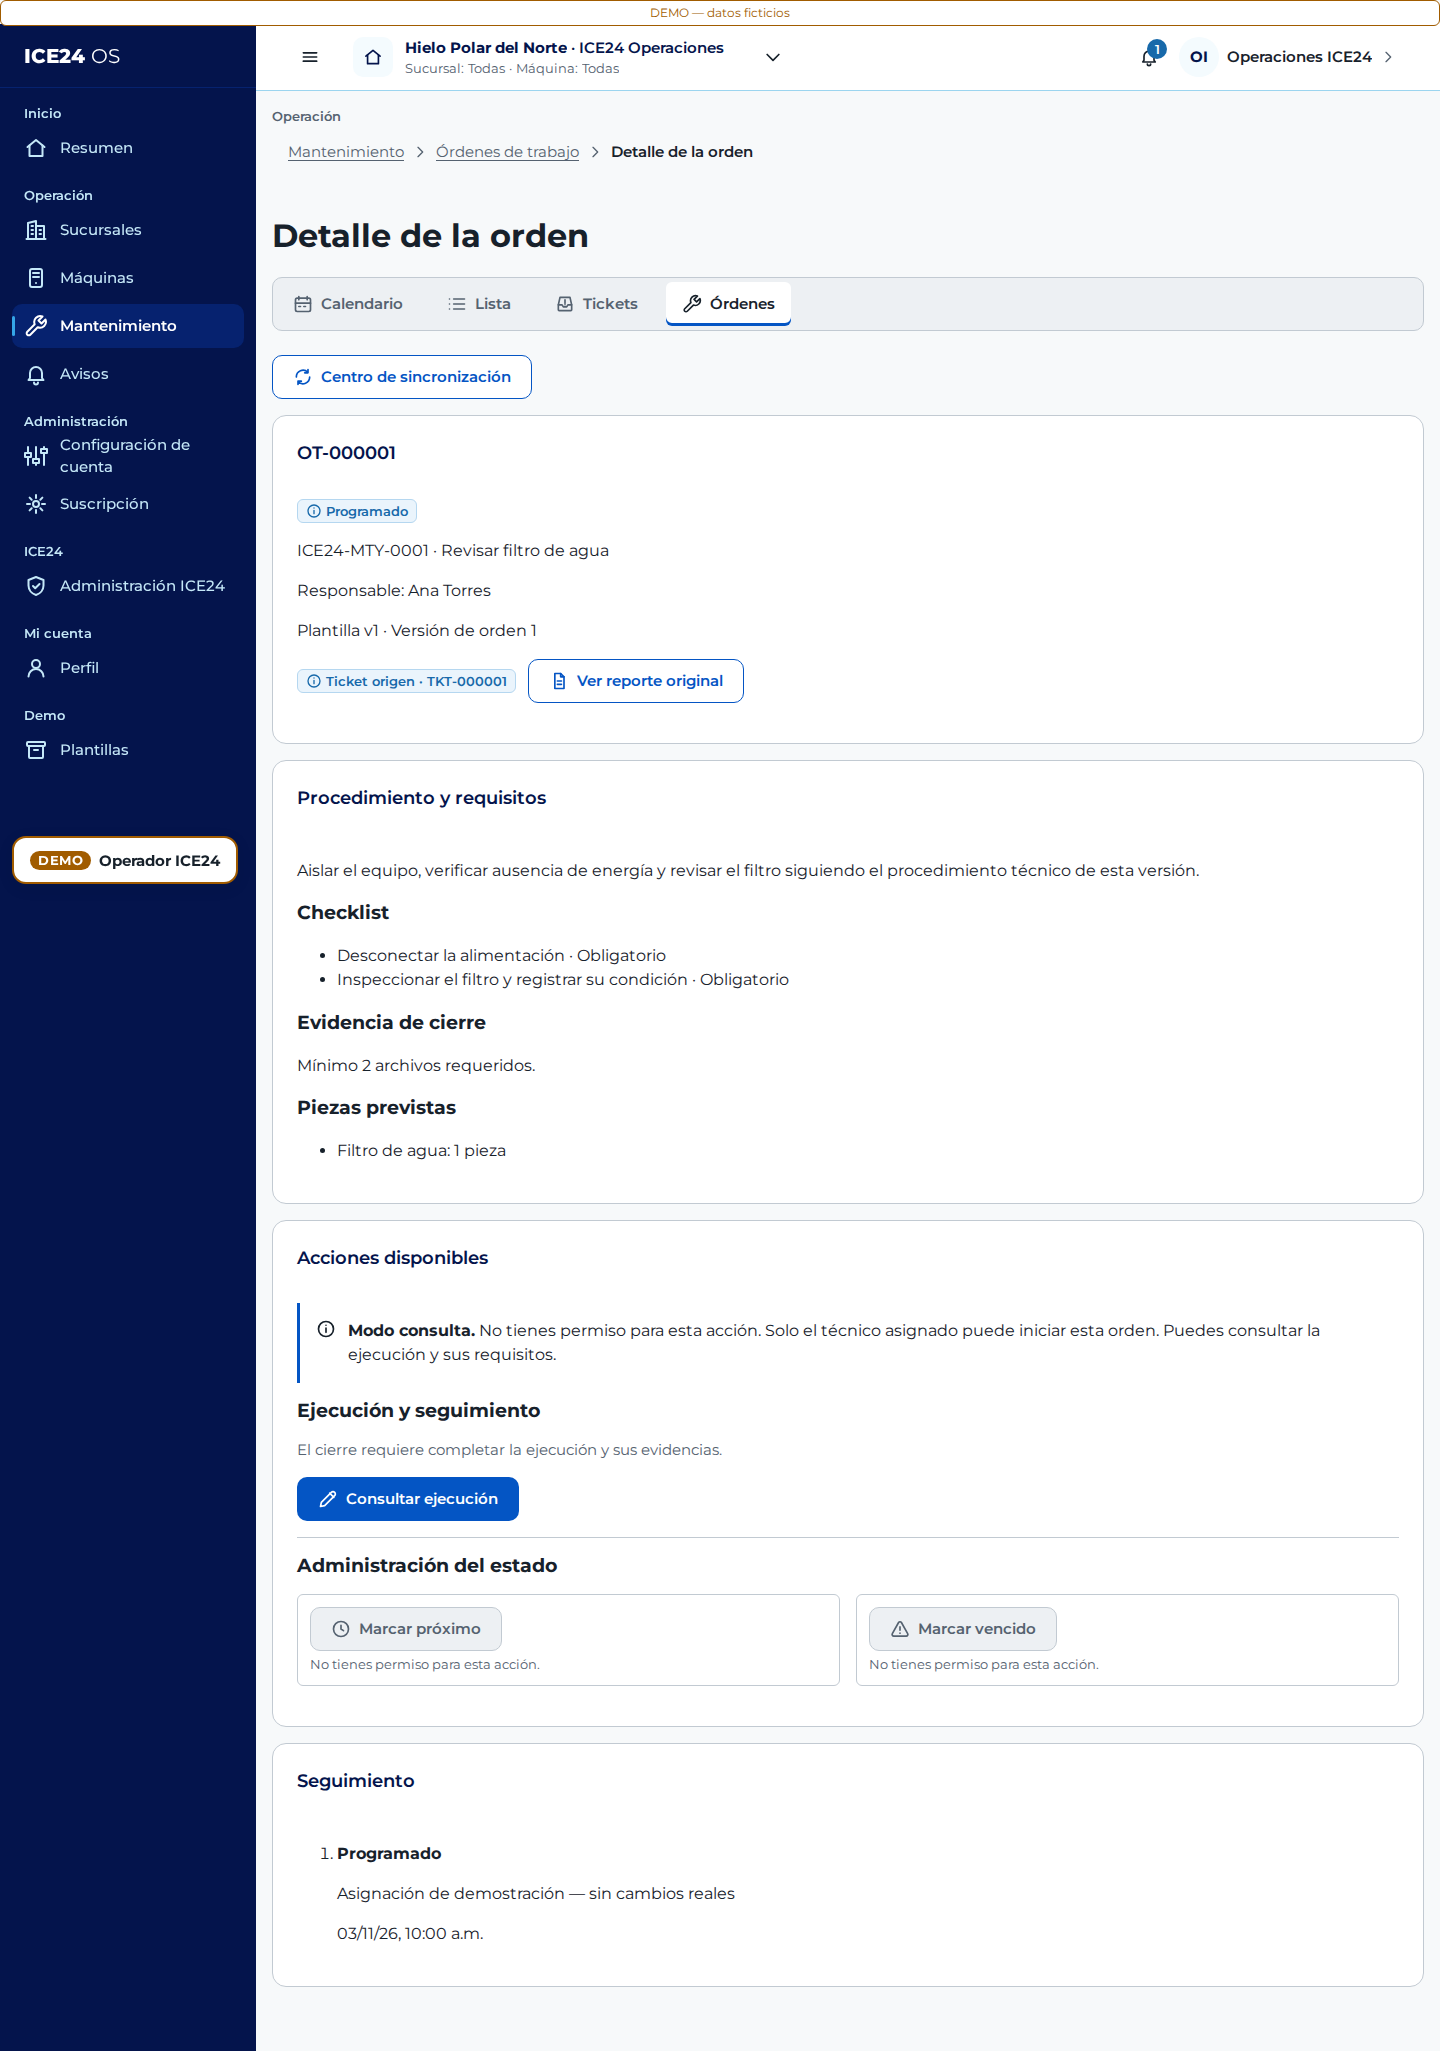 DEMO — datos ficticios
ICE24 OS
Inicio
Resumen
Operación
Sucursales
Máquinas
Mantenimiento
Avisos
Administración
Configuración de
cuenta
Suscripción
ICE24
Administración ICE24
Mi cuenta
Perfil
Demo
Plantillas
DEMO Operador ICE24
Hielo Polar del Norte · ICE24 Operaciones
Sucursal: Todas · Máquina: Todas
1
OI
Operaciones ICE24
Operación
Mantenimiento
Órdenes de trabajo
Detalle de la orden
Detalle de la orden
Calendario
Lista
Tickets
Órdenes
Centro de sincronización
OT-000001
Programado
ICE24-MTY-0001 · Revisar filtro de agua
Responsable: Ana Torres
Plantilla v1 · Versión de orden 1
Ticket origen · TKT-000001
Ver reporte original
Procedimiento y requisitos
Aislar el equipo, verificar ausencia de energía y revisar el filtro siguiendo el procedimiento técnico de esta versión.
Checklist
• Desconectar la alimentación · Obligatorio
• Inspeccionar el filtro y registrar su condición · Obligatorio
Evidencia de cierre
Mínimo 2 archivos requeridos.
Piezas previstas
• Filtro de agua: 1 pieza
Acciones disponibles
Modo consulta. No tienes permiso para esta acción. Solo el técnico asignado puede iniciar esta orden. Puedes consultar la
ejecución y sus requisitos.
Ejecución y seguimiento
El cierre requiere completar la ejecución y sus evidencias.
Consultar ejecución
Administración del estado
Marcar próximo
No tienes permiso para esta acción.
Marcar vencido
No tienes permiso para esta acción.
Seguimiento
1. Programado
Asignación de demostración — sin cambios reales
03/11/26, 10:00 a.m.